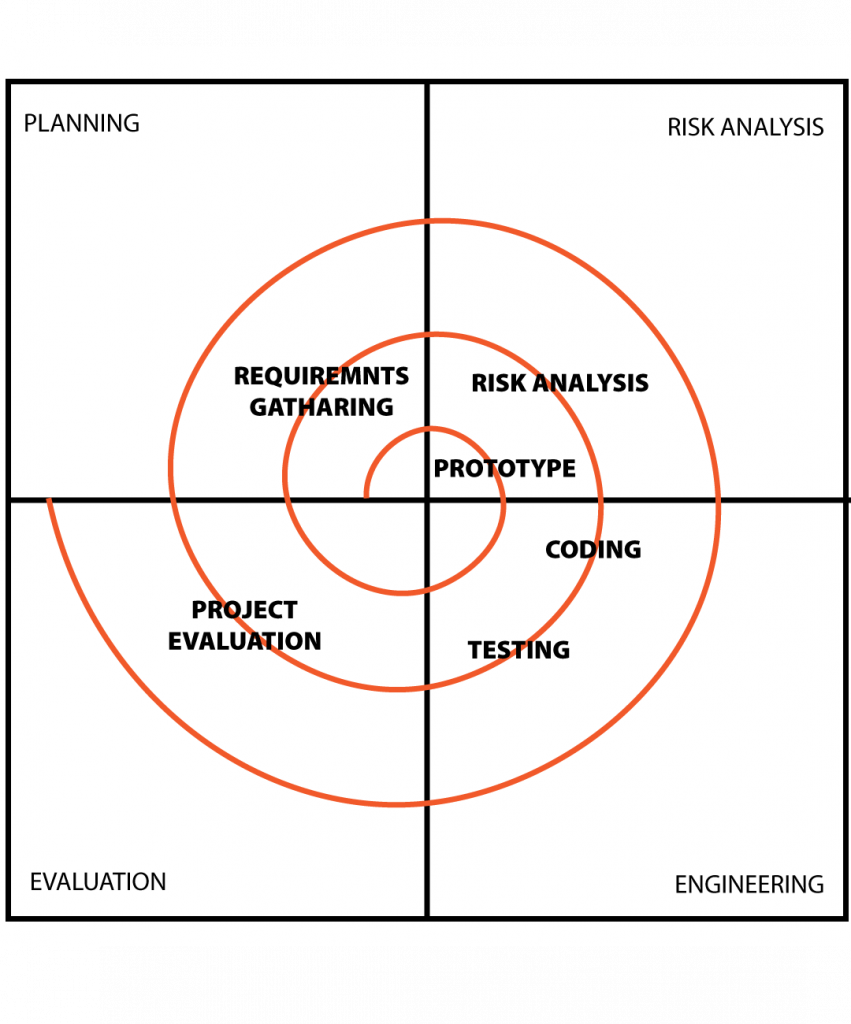 PLANNING
RISK ANALYSIS
REQUIREMNTS
GATHARING
RISK ANALYSIS
PROTOTYPE
CODING
PROJECT
EVALUATION
TESTING
EVALUATION
ENGINEERING